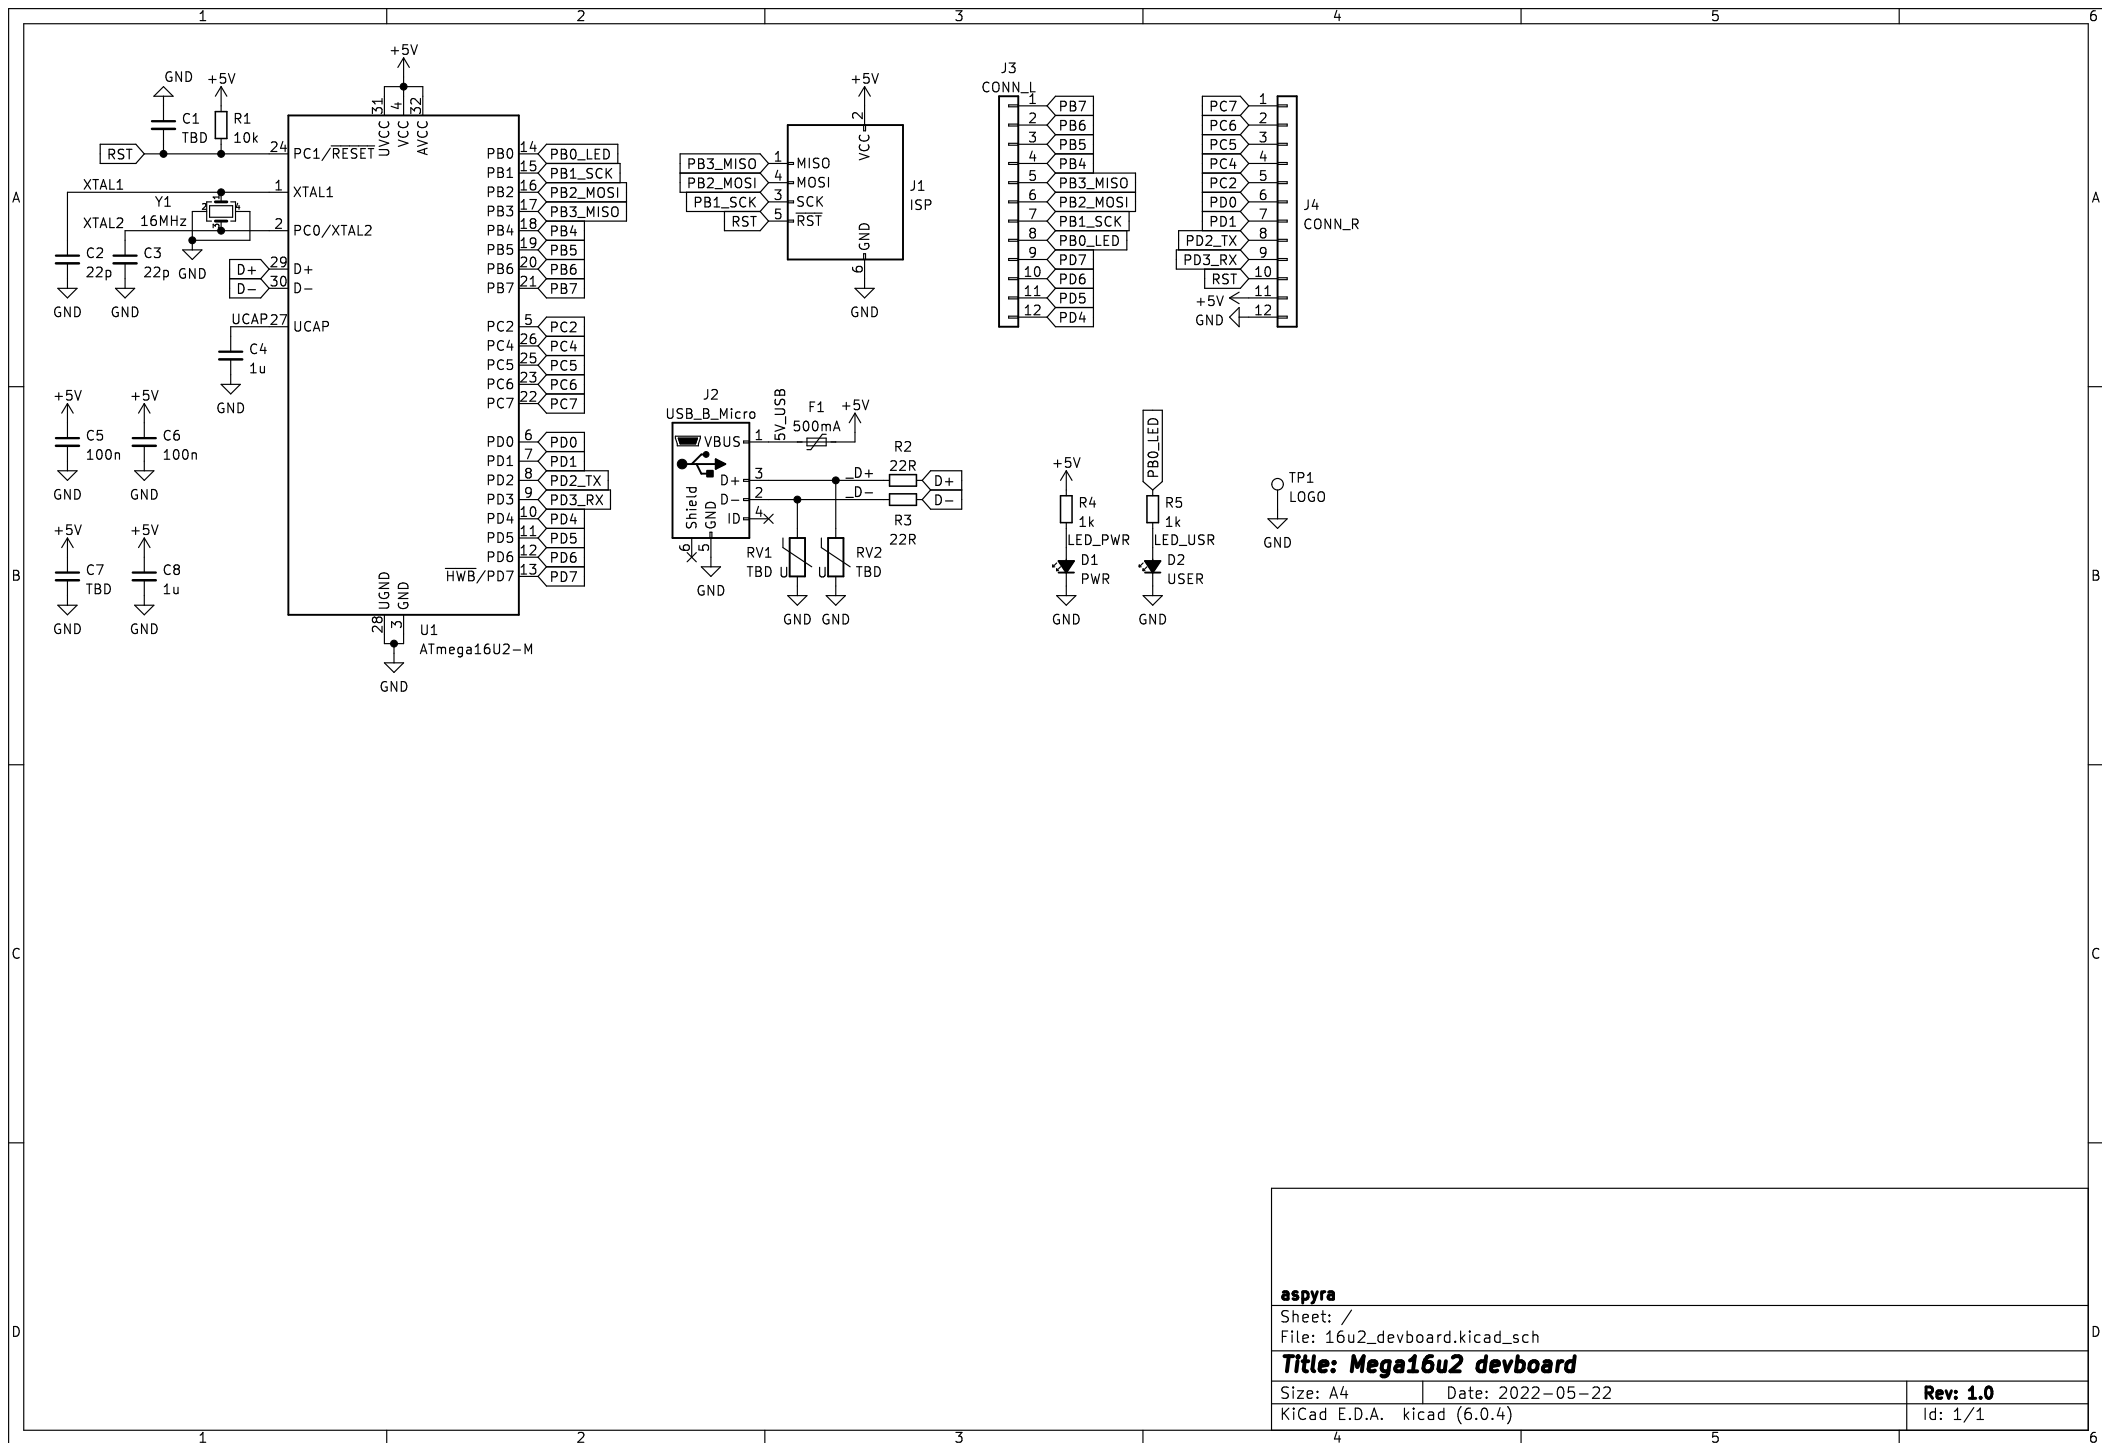 1 2 3 4 5 6
A
B
C
D
GND +5V
C1
TBD
R1
10k
RST
24 PC1/RESET
XTAL1 1 XTAL1
Y1
16MHz
1
2 4
3
XTAL2 2 PC0/XTAL2
GND
C2
22p
C3
22p
GND GND
D+ 29 D+
D- 30 D-
UCAP 27 UCAP
C4
1u
GND
+5V +5V
C5
100n
C6
100n
GND GND
+5V +5V
C7
TBD
C8
1u
GND GND
+5V
31 4 32
UVCC VCC AVCC
PB0 14 PB0_LED
PB1 15 PB1_SCK
PB2 16 PB2_MOSI
PB3 17 PB3_MISO
PB4 18 PB4
PB5 19 PB5
PB6 20 PB6
PB7 21 PB7
PC2 5 PC2
PC4 26 PC4
PC5 25 PC5
PC6 23 PC6
PC7 22 PC7
PD0 6 PD0
PD1 7 PD1
PD2 8 PD2_TX
PD3 9 PD3_RX
PD4 10 PD4
PD5 11 PD5
PD6 12 PD6
HWB/PD7 13 PD7
UGND GND
28 3
U1
ATmega16U2-M
GND
+5V
2
VCC
PB3_MISO 1 MISO
PB2_MOSI 4 MOSI
PB1_SCK 3 SCK
RST 5 RST
J1
ISP
GND
6
GND
J3
CONN_L
1 PB7
2 PB6
3 PB5
4 PB4
5 PB3_MISO
6 PB2_MOSI
7 PB1_SCK
8 PB0_LED
9 PD7
10 PD6
11 PD5
12 PD4
PC7 1
PC6 2
PC5 3
PC4 4
PC2 5
PD0 6
PD1 7
PD2_TX 8
PD3_RX 9
RST 10
+5V 11
GND 12
J4
CONN_R
J2
USB_B_Micro
VBUS 1
5V_USB
F1
500mA
+5V
D+ 3 _D+
R2
22R
D+
D- 2 _D-
R3
22R
D-
ID 4
Shield GND
6 5
GND
RV1
TBD
U
RV2
TBD
U
GND GND
+5V
R4
1k
LED_PWR
D1
PWR
GND
PB0_LED
R5
1k
LED_USR
D2
USER
GND
TP1
LOGO
GND
aspyra
Sheet: /
File: 16u2_devboard.kicad_sch
Title: Mega16u2 devboard
Size: A4 Date: 2022-05-22 Rev: 1.0
KiCad E.D.A. kicad (6.0.4) Id: 1/1
A
B
C
D
1 2 3 4 5 6